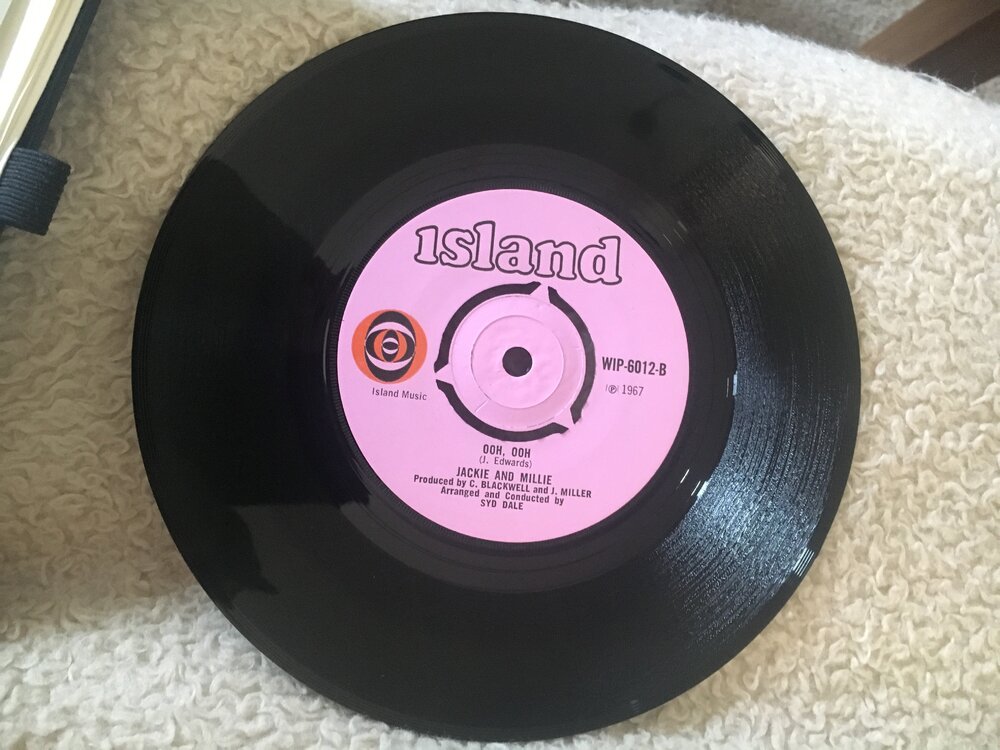 ısland
WIP-6012-B
Ⓟ 1967
Island Music
OOH, OOH
(J. Edwards)
JACKIE AND MILLIE
Produced by C. BLACKWELL and J. MILLER
Arranged and Conducted by
SYD DALE